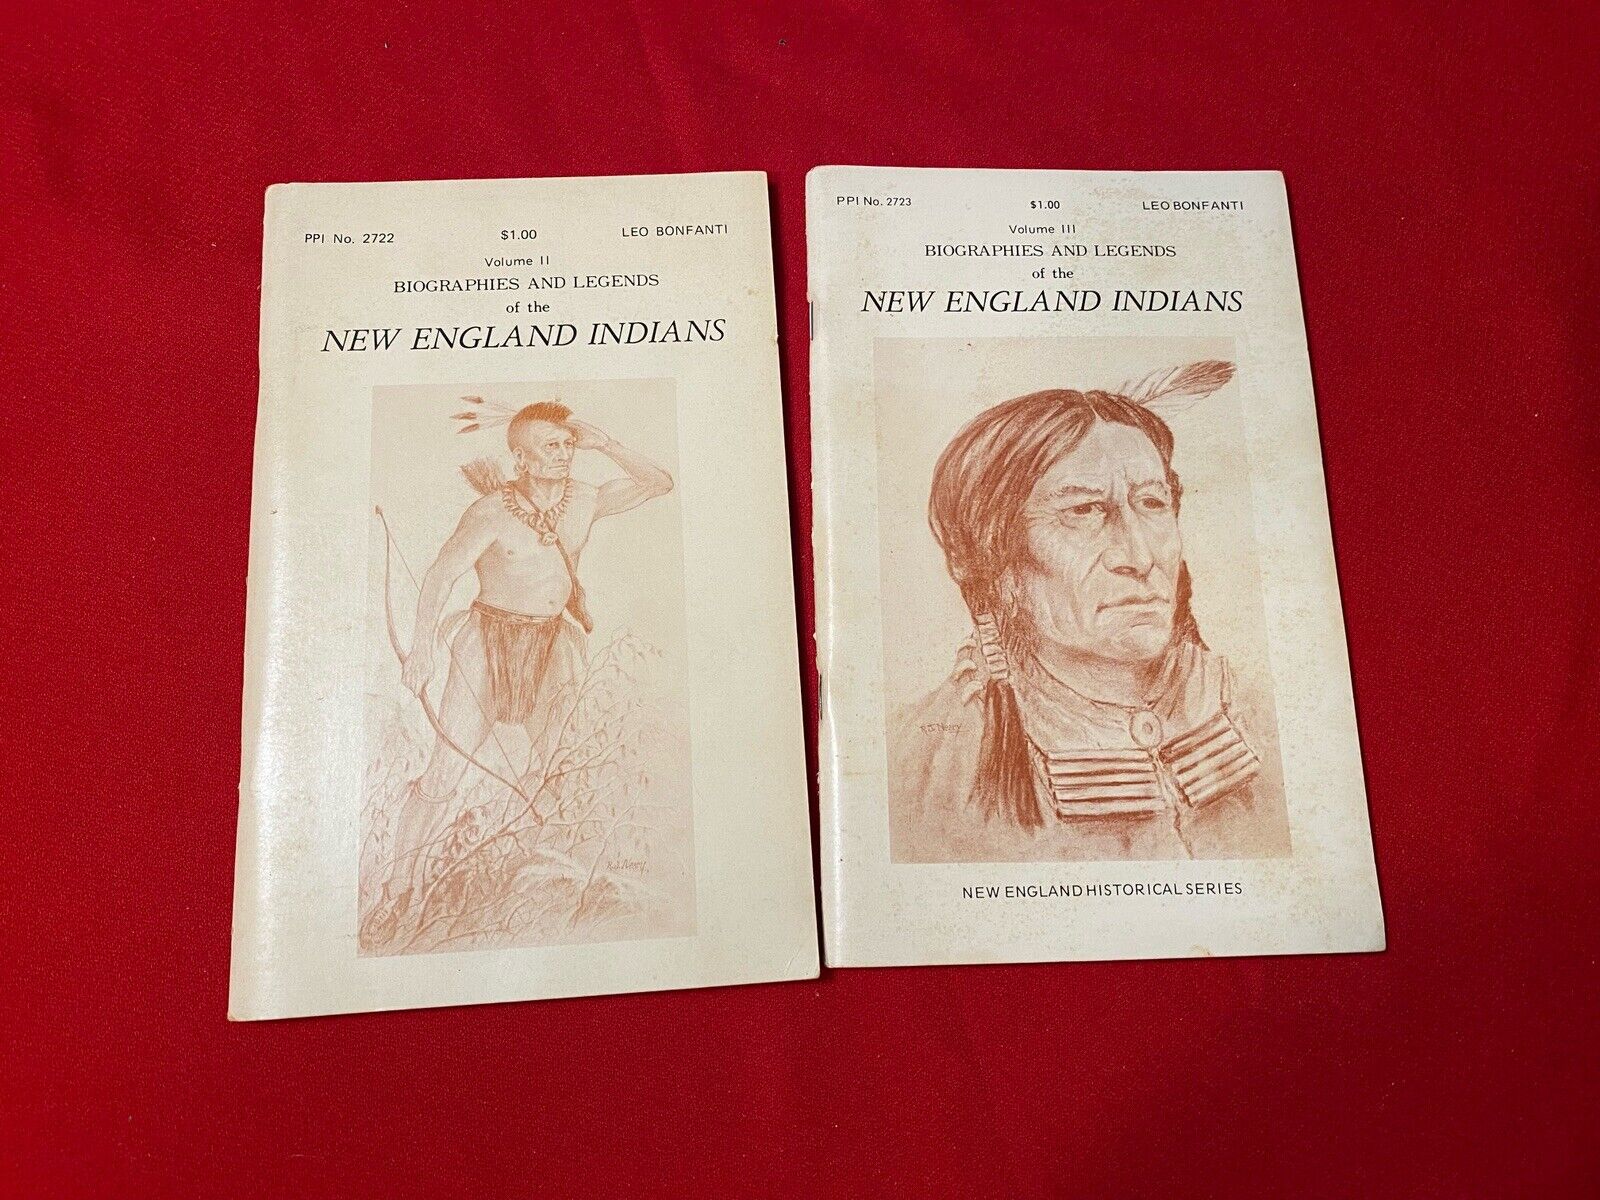 PPI No. 2722 $1.00 LEO BONFANTI
Volume II
BIOGRAPHIES AND LEGENDS
of the
NEW ENGLAND INDIANS
R.J. Neary
PPI No. 2723 $1.00 LEO BONFANTI
Volume III
BIOGRAPHIES AND LEGENDS
of the
NEW ENGLAND INDIANS
R.J. Neary
NEW ENGLAND HISTORICAL SERIES